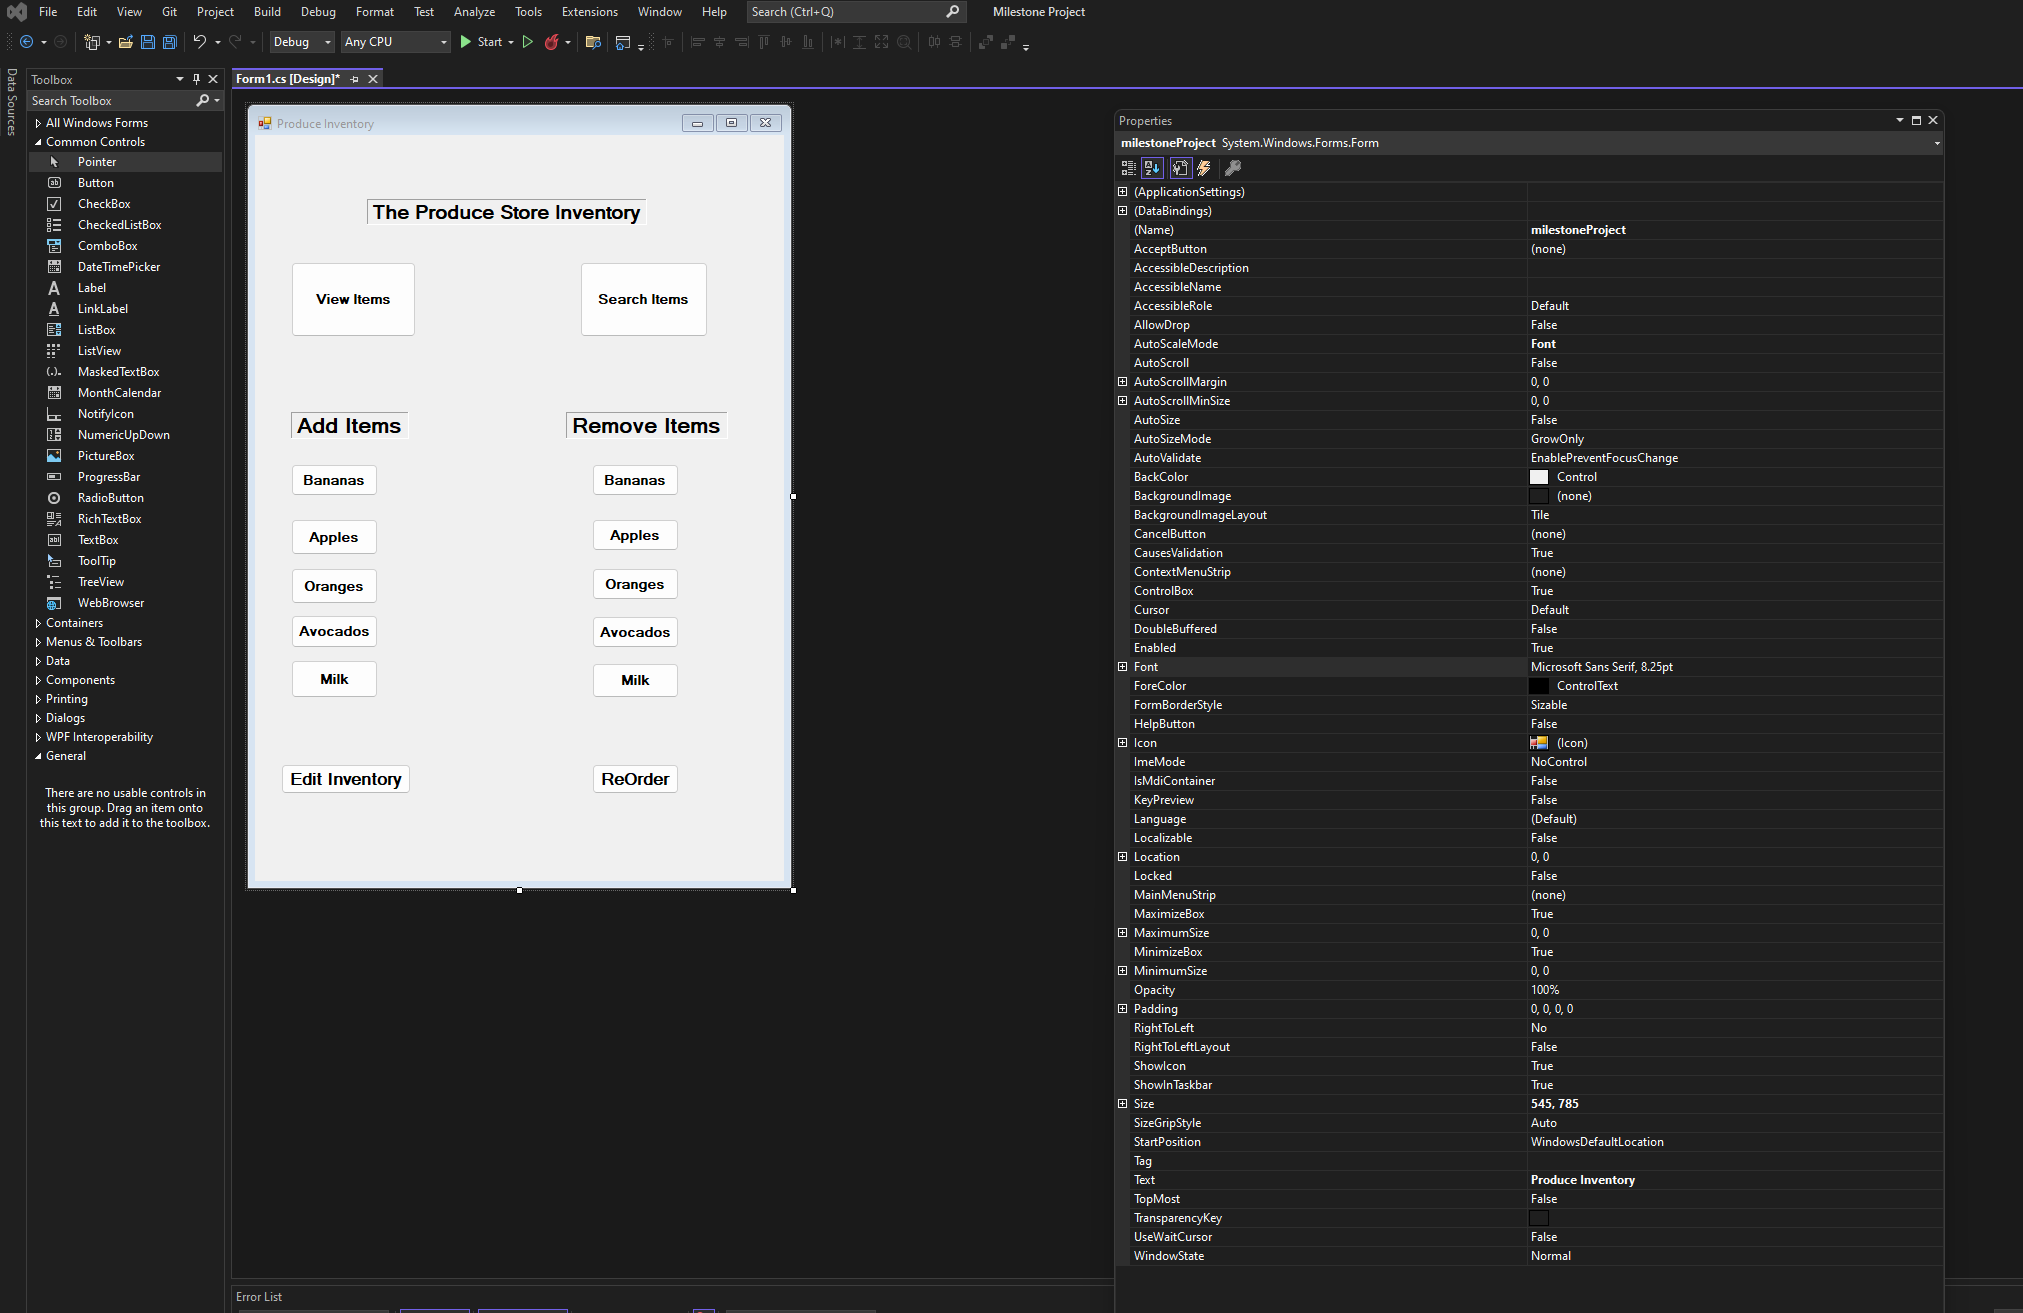 File Edit View Git Project Build Debug Format Test Analyze Tools Extensions Window Help Search (Ctrl+Q) Milestone Project
Debug Any CPU Start
Data Sources
Toolbox
Search Toolbox
All Windows Forms
Common Controls
Pointer
Button
CheckBox
CheckedListBox
ComboBox
DateTimePicker
Label
LinkLabel
ListBox
ListView
MaskedTextBox
MonthCalendar
NotifyIcon
NumericUpDown
PictureBox
ProgressBar
RadioButton
RichTextBox
TextBox
ToolTip
TreeView
WebBrowser
Containers
Menus & Toolbars
Data
Components
Printing
Dialogs
WPF Interoperability
General
There are no usable controls in
this group. Drag an item onto
this text to add it to the toolbox.
Form1.cs [Design]*
Produce Inventory
The Produce Store Inventory
View Items Search Items
Add Items Remove Items
Bananas Bananas
Apples Apples
Oranges Oranges
Avocados Avocados
Milk Milk
Edit Inventory ReOrder
Error List
Properties
milestoneProject System.Windows.Forms.Form
(ApplicationSettings)
(DataBindings)
(Name) milestoneProject
AcceptButton (none)
AccessibleDescription
AccessibleName
AccessibleRole Default
AllowDrop False
AutoScaleMode Font
AutoScroll False
AutoScrollMargin 0, 0
AutoScrollMinSize 0, 0
AutoSize False
AutoSizeMode GrowOnly
AutoValidate EnablePreventFocusChange
BackColor Control
BackgroundImage (none)
BackgroundImageLayout Tile
CancelButton (none)
CausesValidation True
ContextMenuStrip (none)
ControlBox True
Cursor Default
DoubleBuffered False
Enabled True
Font Microsoft Sans Serif, 8.25pt
ForeColor ControlText
FormBorderStyle Sizable
HelpButton False
Icon (Icon)
ImeMode NoControl
IsMdiContainer False
KeyPreview False
Language (Default)
Localizable False
Location 0, 0
Locked False
MainMenuStrip (none)
MaximizeBox True
MaximumSize 0, 0
MinimizeBox True
MinimumSize 0, 0
Opacity 100%
Padding 0, 0, 0, 0
RightToLeft No
RightToLeftLayout False
ShowIcon True
ShowInTaskbar True
Size 545, 785
SizeGripStyle Auto
StartPosition WindowsDefaultLocation
Tag
Text Produce Inventory
TopMost False
TransparencyKey
UseWaitCursor False
WindowState Normal